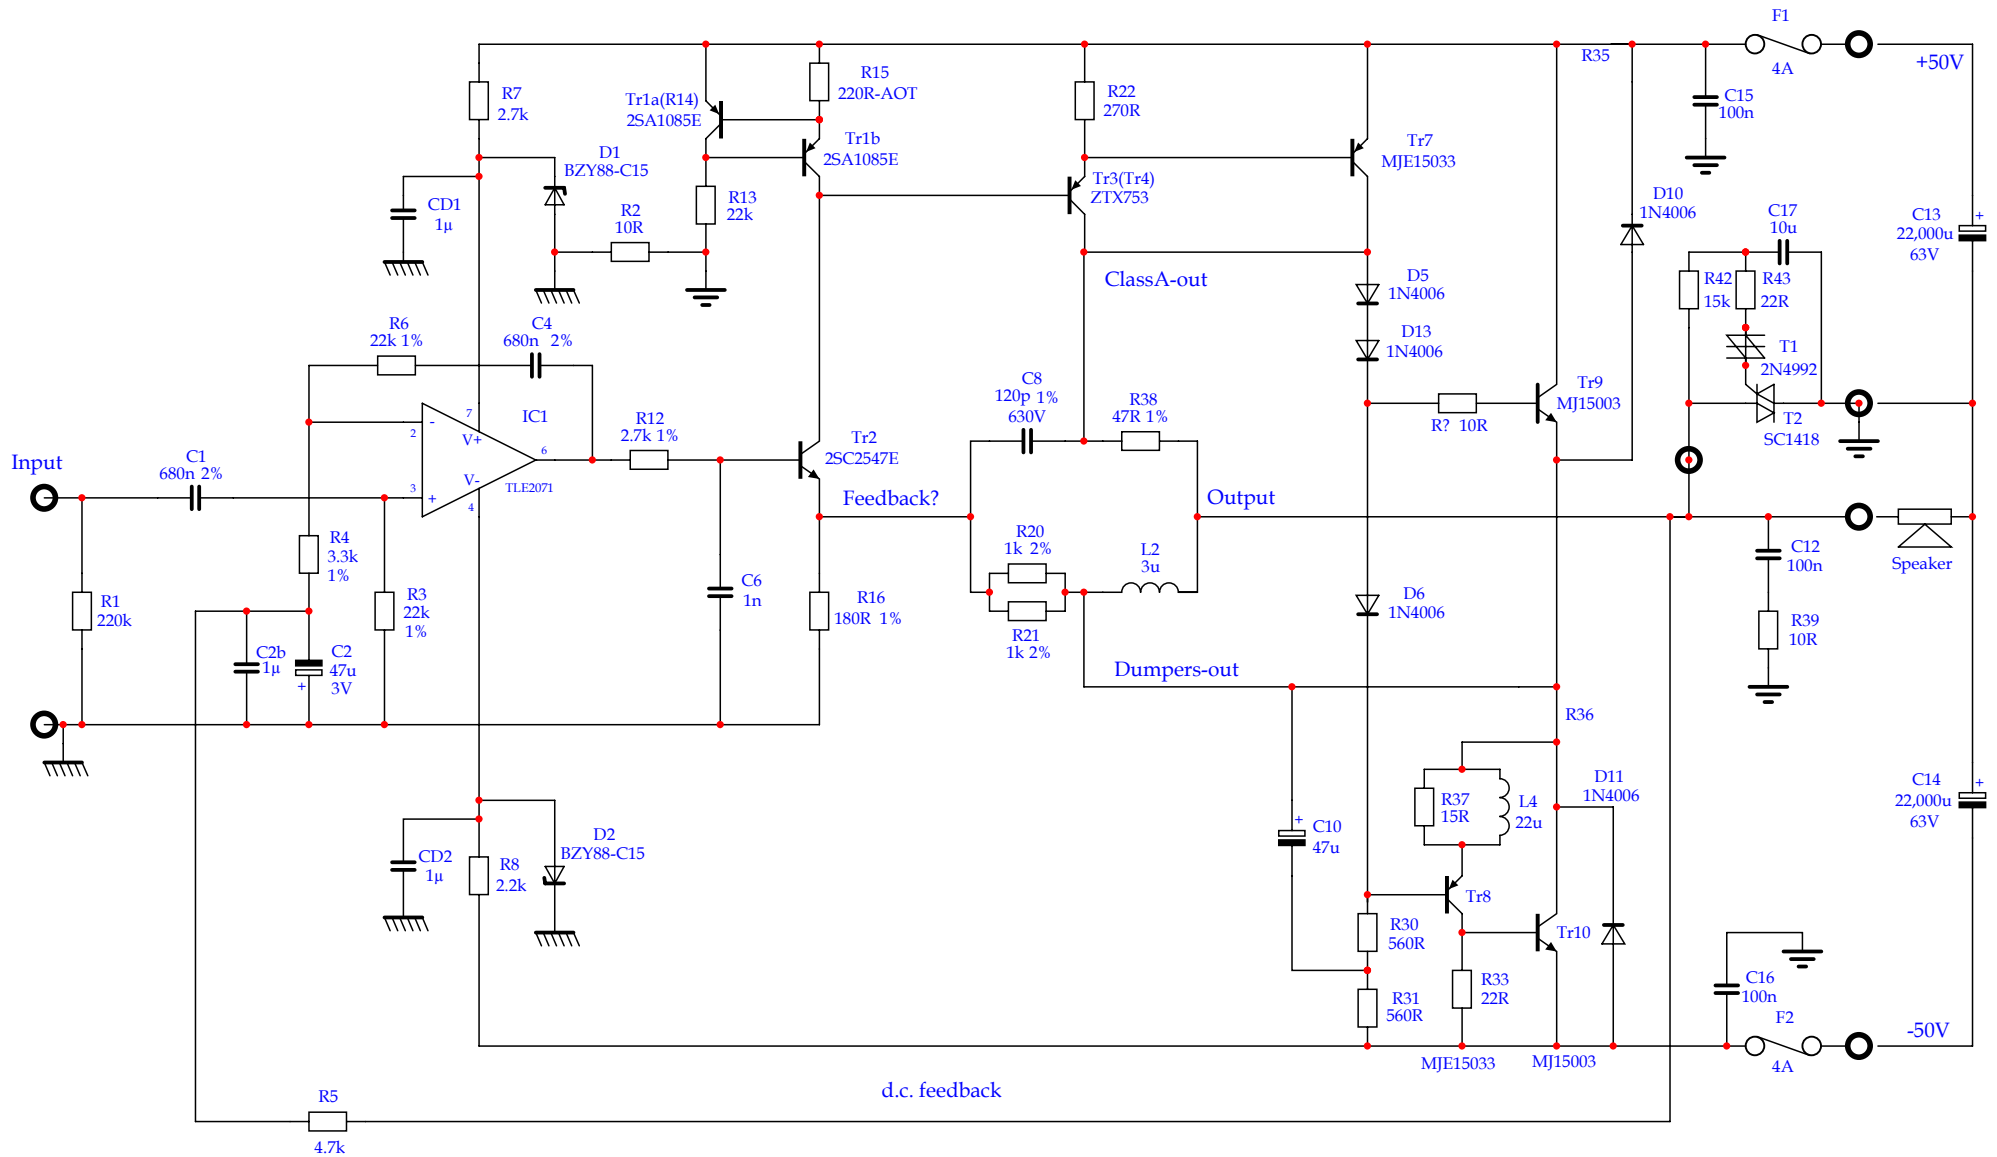 F1
4A
+50V
R35
R15
220R-AOT
R7
2.7k
Tr1a(R14)
2SA1085E
R22
270R
C15
100n
Tr1b
2SA1085E
Tr7
MJE15033
D1
BZY88-C15
Tr3(Tr4)
ZTX753
D10
1N4006
CD1
1µ
R2
10R
R13
22k
C17
10u
C13
22,000u
63V
+
ClassA-out
D5
1N4006
R42
15k
R43
22R
R6
22k 1%
C4
680n 2%
D13
1N4006
T1
2N4992
C8
120p 1%
630V
R38
47R 1%
Tr9
MJ15003
R? 10R
T2
SC1418
7
IC1
-
2
V+
6
R12
2.7k 1%
Tr2
2SC2547E
Input
C1
680n 2%
3
+
V-
4
TLE2071
Feedback?
Output
R4
3.3k
1%
R20
1k 2%
L2
3u
C12
100n
Speaker
R1
220k
R3
22k
1%
C6
1n
R16
180R 1%
D6
1N4006
R39
10R
C2b
1µ
C2
47u
3V
+
R21
1k 2%
Dumpers-out
R36
D11
1N4006
C14
22,000u
63V
+
R37
15R
L4
22u
+
C10
47u
CD2
1µ
R8
2.2k
D2
BZY88-C15
Tr8
R30
560R
Tr10
R33
22R
C16
100n
R31
560R
F2
4A
-50V
MJE15033
MJ15003
d.c. feedback
R5
4.7k